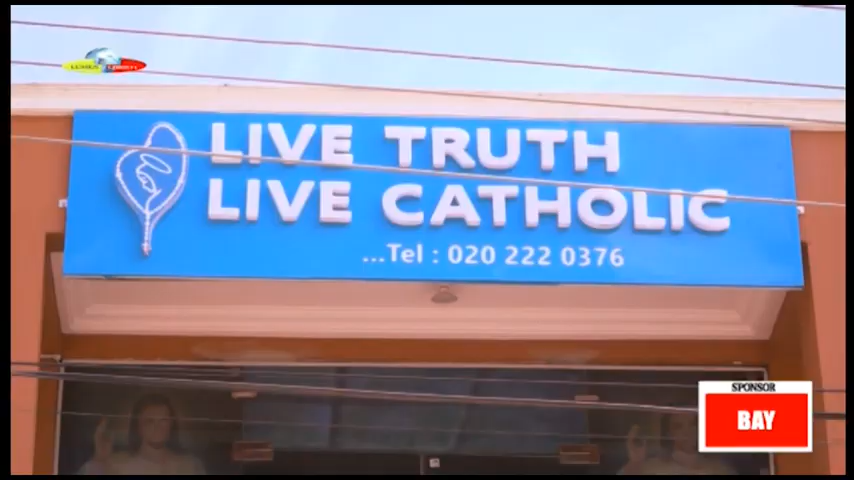 LIVE TRUTH
LIVE CATHOLIC
...Tel : 020 222 0376
SPONSOR
BAY